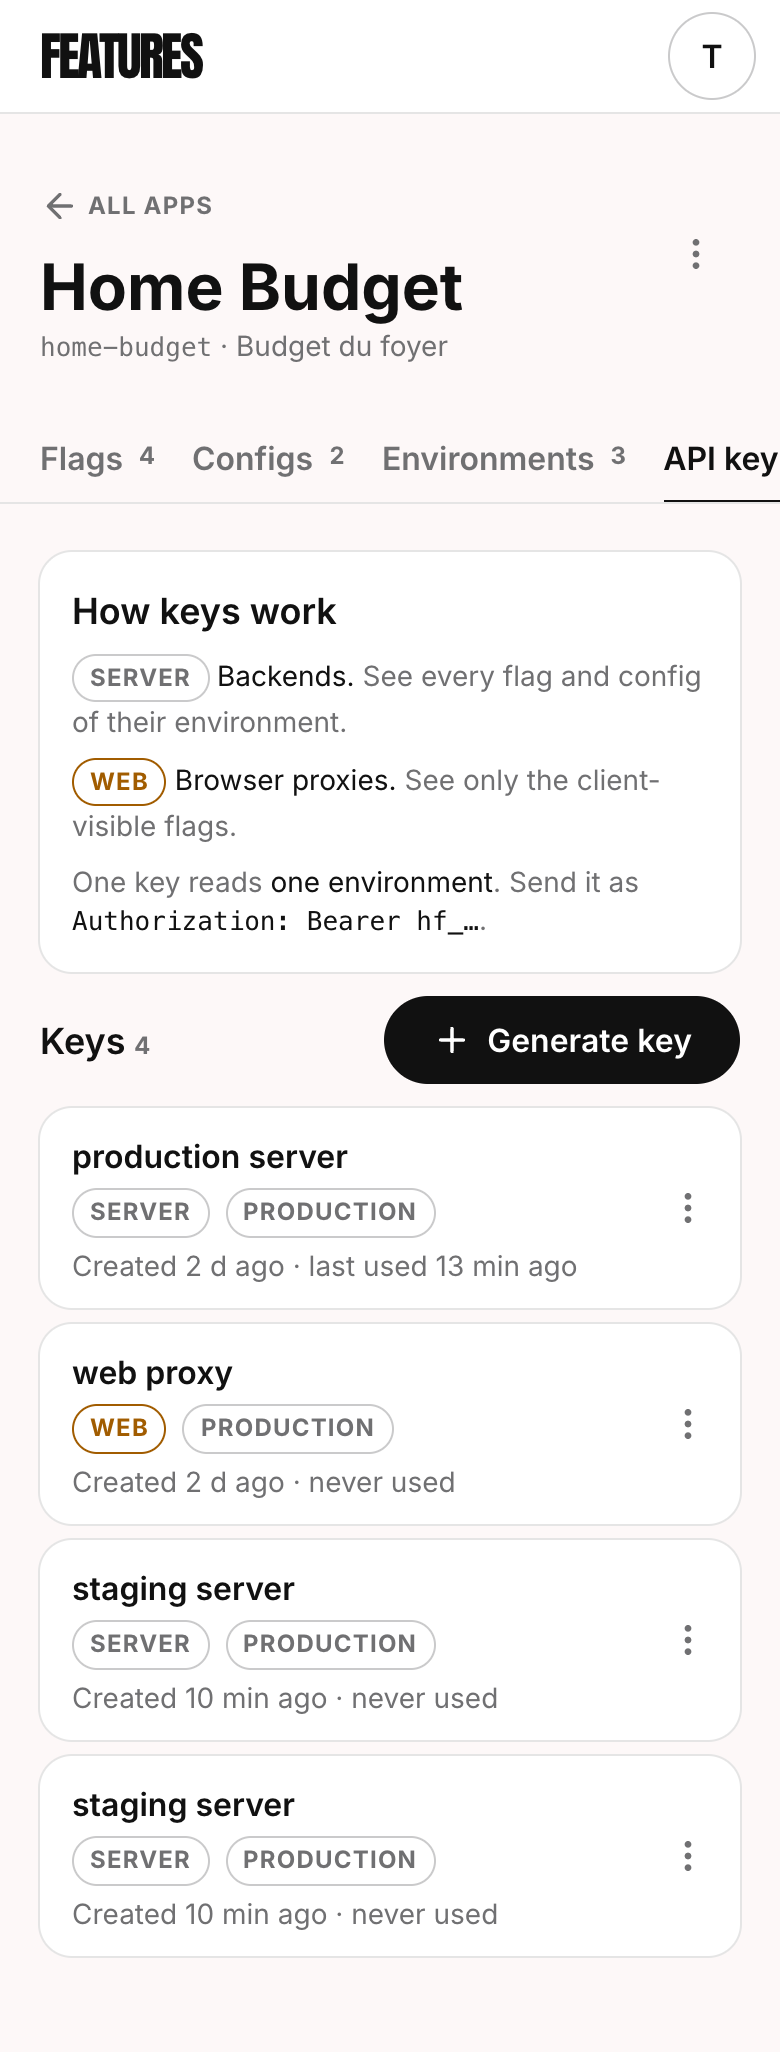 FEATURES
T
ALL APPS
Home Budget
home-budget · Budget du foyer
Flags 4 Configs 2 Environments 3 API key
How keys work
SERVER Backends. See every flag and config
of their environment.
WEB Browser proxies. See only the client-
visible flags.
One key reads one environment. Send it as
Authorization: Bearer hf_….
Keys 4
+ Generate key
production server
SERVER PRODUCTION
Created 2 d ago · last used 13 min ago
web proxy
WEB PRODUCTION
Created 2 d ago · never used
staging server
SERVER PRODUCTION
Created 10 min ago · never used
staging server
SERVER PRODUCTION
Created 10 min ago · never used